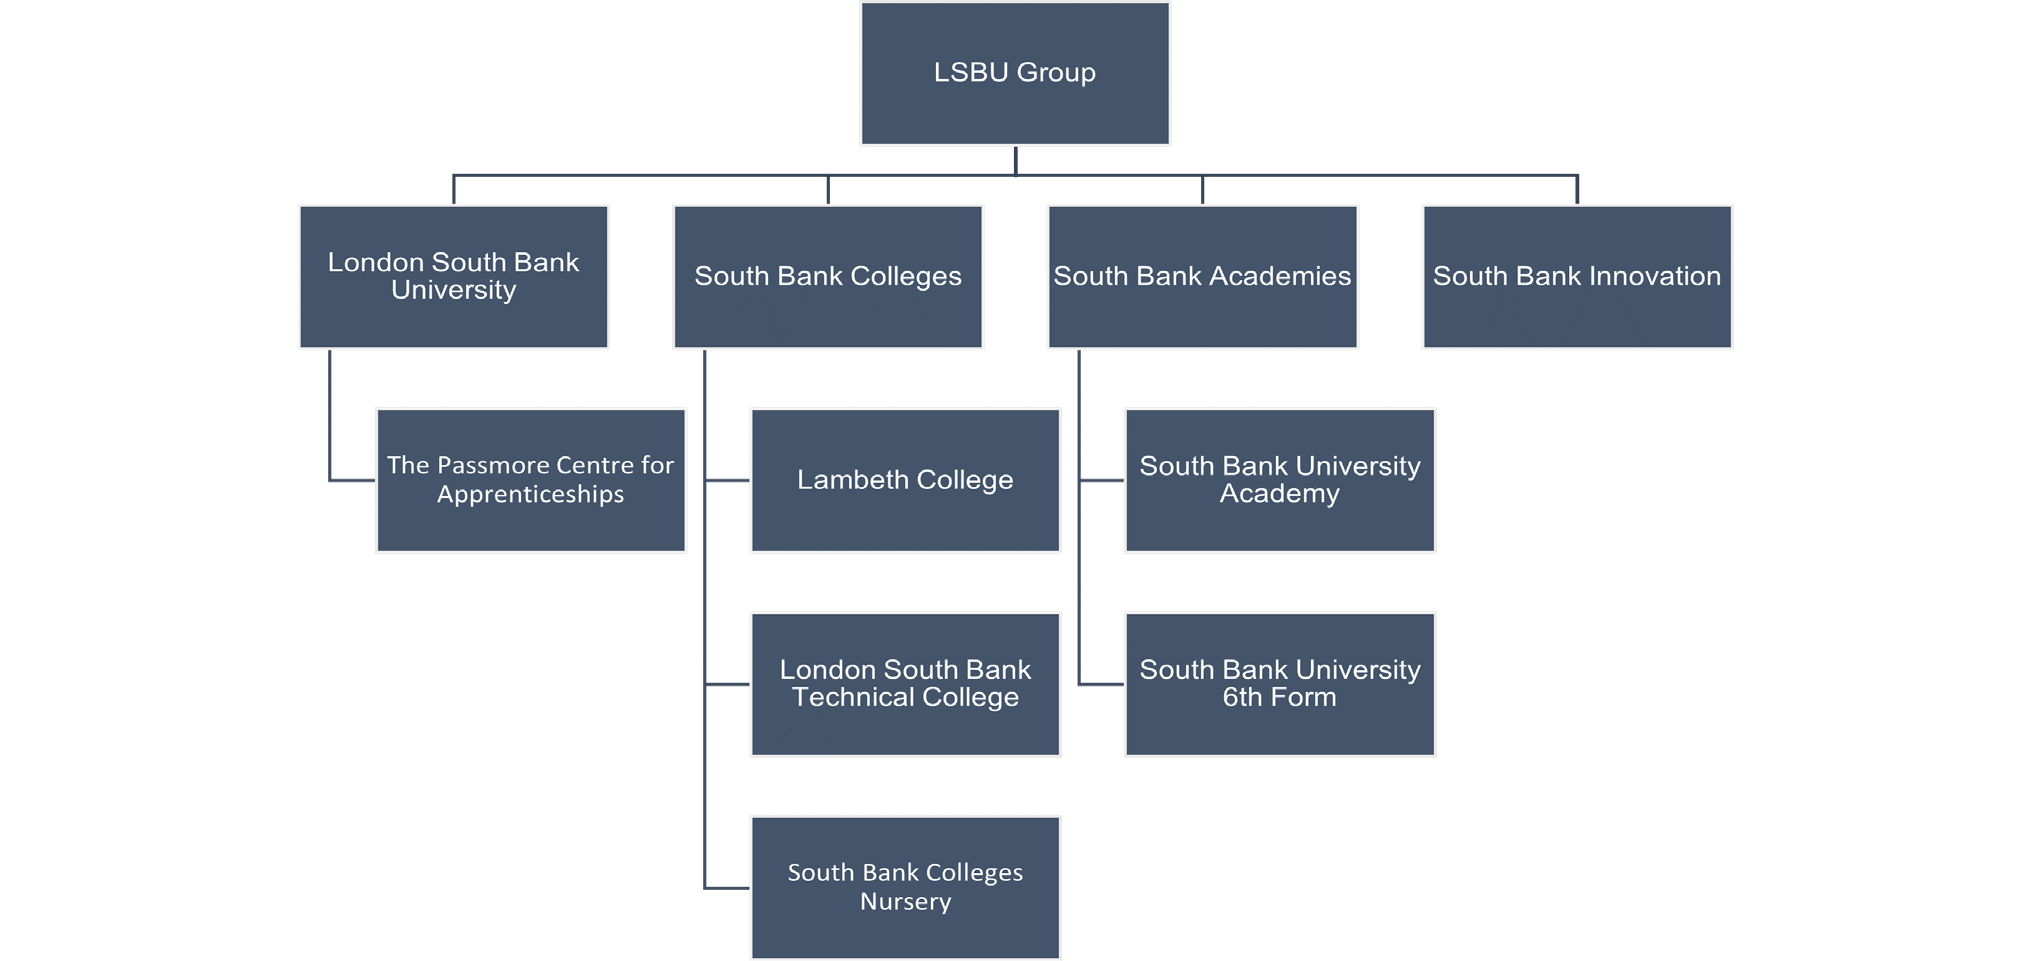 LSBU Group
London South Bank
University
South Bank Colleges
South Bank Academies
South Bank Innovation
The Passmore Centre for
Apprenticeships
Lambeth College
South Bank University
Academy
London South Bank
Technical College
South Bank University
6th Form
South Bank Colleges
Nursery